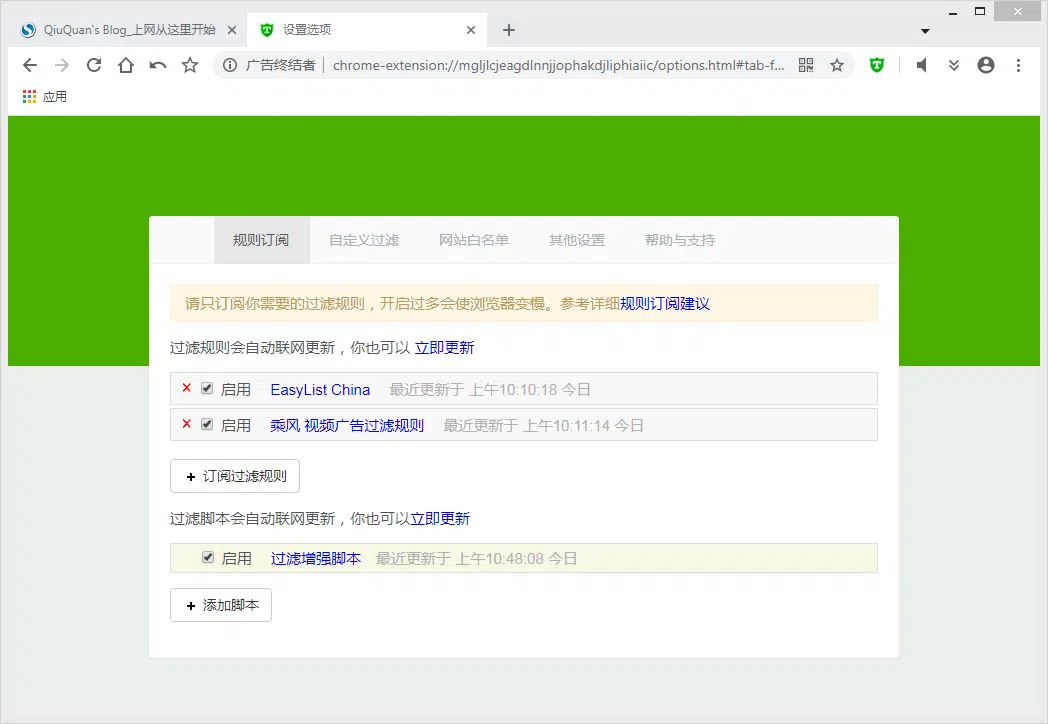 QiuQuan's Blog_上网从这里开始
设置选项
广告终结者 | chrome-extension://mgljlcjeagdlnnjjophakdjliphiaiic/options.html#tab-f...
应用
规则订阅 自定义过滤 网站白名单 其他设置 帮助与支持
请只订阅你需要的过滤规则，开启过多会使浏览器变慢。参考详细规则订阅建议
过滤规则会自动联网更新，你也可以 立即更新
启用 EasyList China 最近更新于 上午10:10:18 今日
启用 乘风 视频广告过滤规则 最近更新于 上午10:11:14 今日
+ 订阅过滤规则
过滤脚本会自动联网更新，你也可以立即更新
启用 过滤增强脚本 最近更新于 上午10:48:08 今日
+ 添加脚本